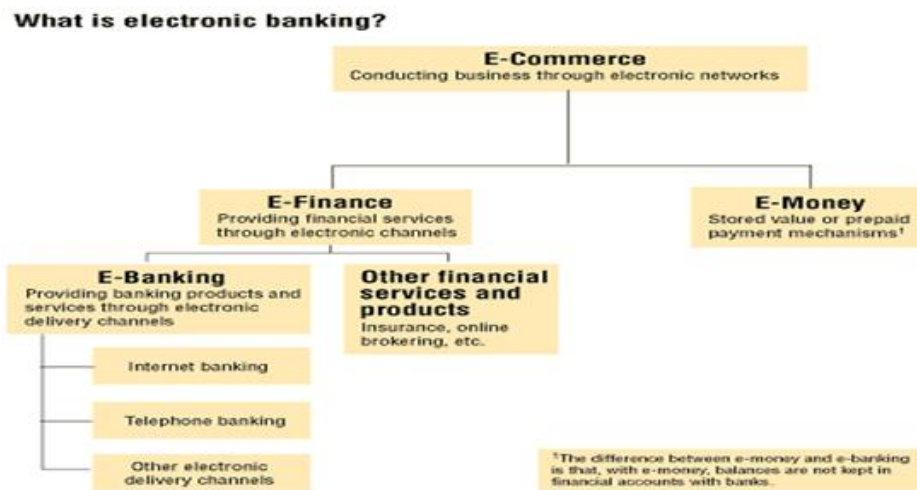 What is electronic banking?
E-Commerce
Conducting business through electronic networks
E-Finance
Providing financial services
through electronic channels
E-Money
Stored value or prepaid
payment mechanisms¹
E-Banking
Providing banking products and
services through electronic
delivery channels
Other financial
services and
products
Insurance, online
brokering, etc.
Internet banking
Telephone banking
Other electronic
delivery channels
¹The difference between e-money and e-banking
is that, with e-money, balances are not kept in
financial accounts with banks.